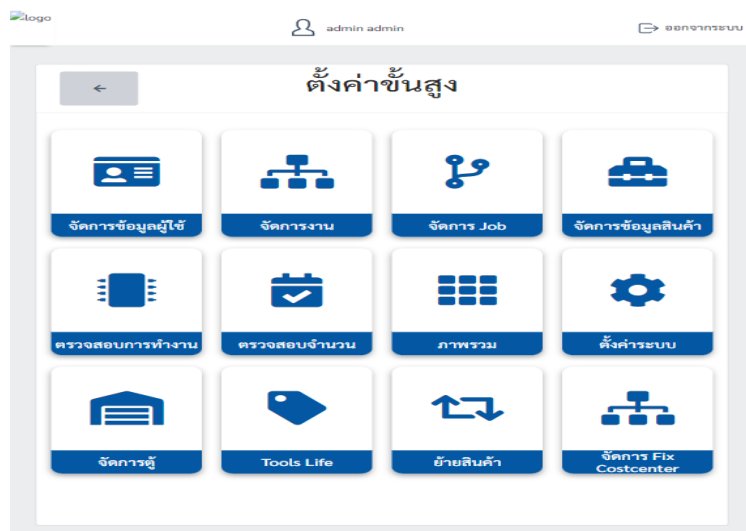 logo
admin admin
ออกจากระบบ
←
ตั้งค่าขั้นสูง
จัดการข้อมูลผู้ใช้
จัดการงาน
จัดการ Job
จัดการข้อมูลสินค้า
ตรวจสอบการทำงาน
ตรวจสอบจำนวน
ภาพรวม
ตั้งค่าระบบ
จัดการตู้
Tools Life
ย้ายสินค้า
จัดการ Fix
Costcenter